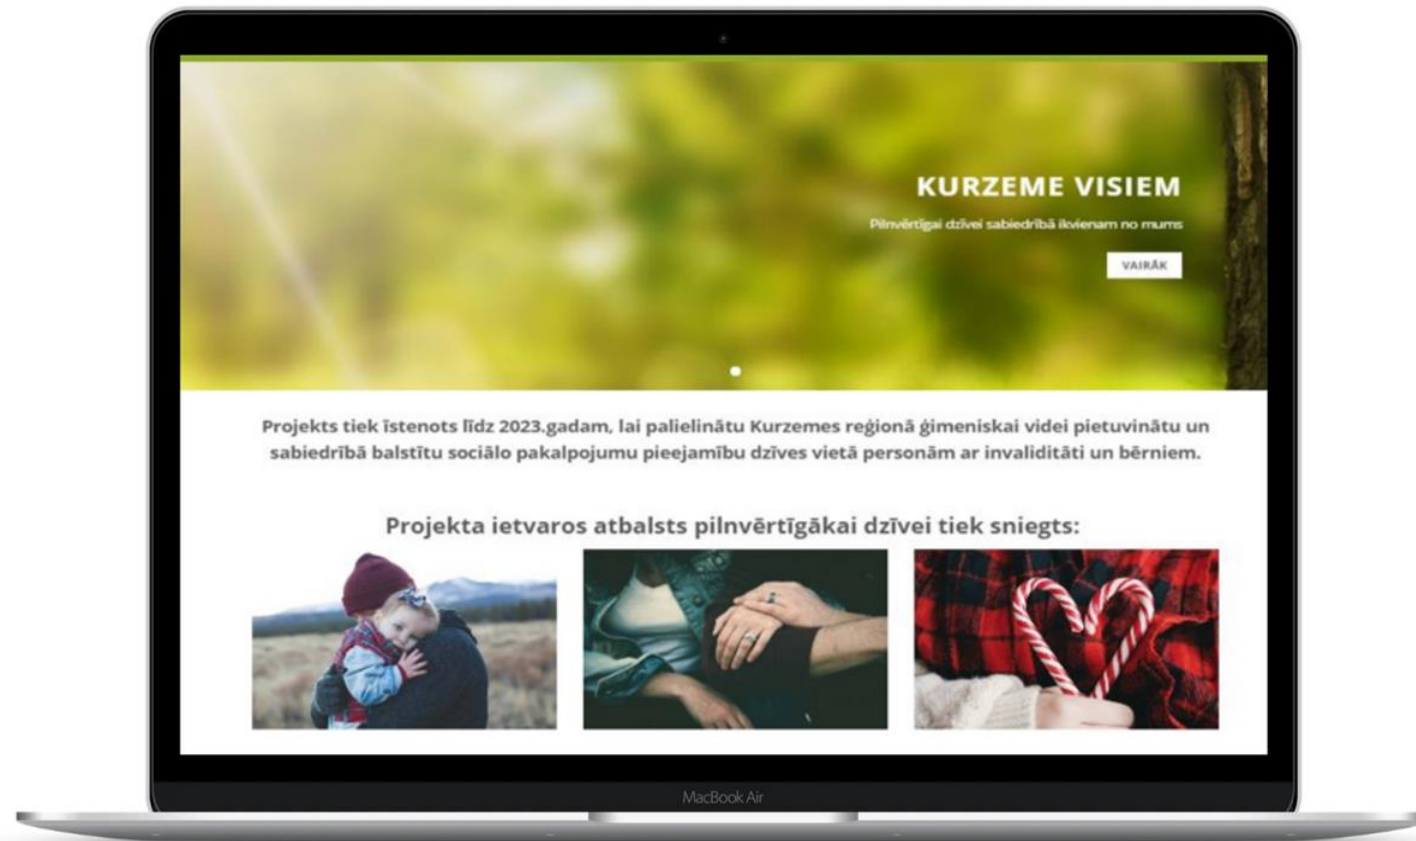 KURZEME VISIEM
Pilnvērtīgai dzīvei sabiedrībā ikvienam no mums
VAIRĀK
Projekts tiek īstenots līdz 2023.gadam, lai palielinātu Kurzemes reģionā ģimeniskai videi pietuvinātu un
sabiedrībā balstītu sociālo pakalpojumu pieejamību dzīves vietā personām ar invaliditāti un bērniem.
Projekta ietvaros atbalsts pilnvērtīgākai dzīvei tiek sniegts:
MacBook Air